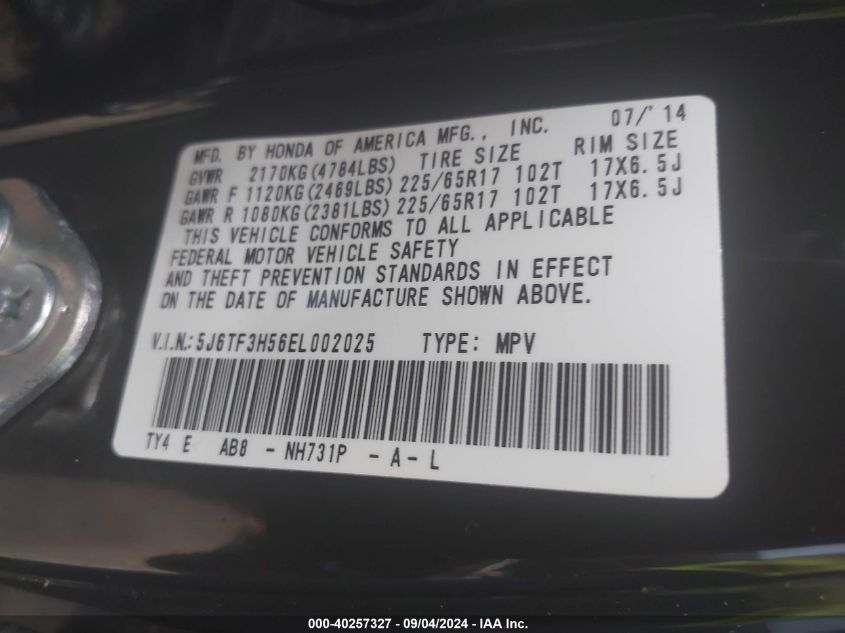 MFD. BY HONDA OF AMERICA MFG., INC. 07/'14
GVWR 2170KG(4784LBS) TIRE SIZE RIM SIZE
GAWR F 1120KG(2469LBS) 225/65R17 102T 17X6.5J
GAWR R 1080KG(2381LBS) 225/65R17 102T 17X6.5J
THIS VEHICLE CONFORMS TO ALL APPLICABLE
FEDERAL MOTOR VEHICLE SAFETY
AND THEFT PREVENTION STANDARDS IN EFFECT
ON THE DATE OF MANUFACTURE SHOWN ABOVE.
V.I.N.: 5J6TF3H56EL002025 TYPE: MPV
TY4 E AB8 - NH731P - A - L
000-40257327 - 09/04/2024 - IAA Inc.